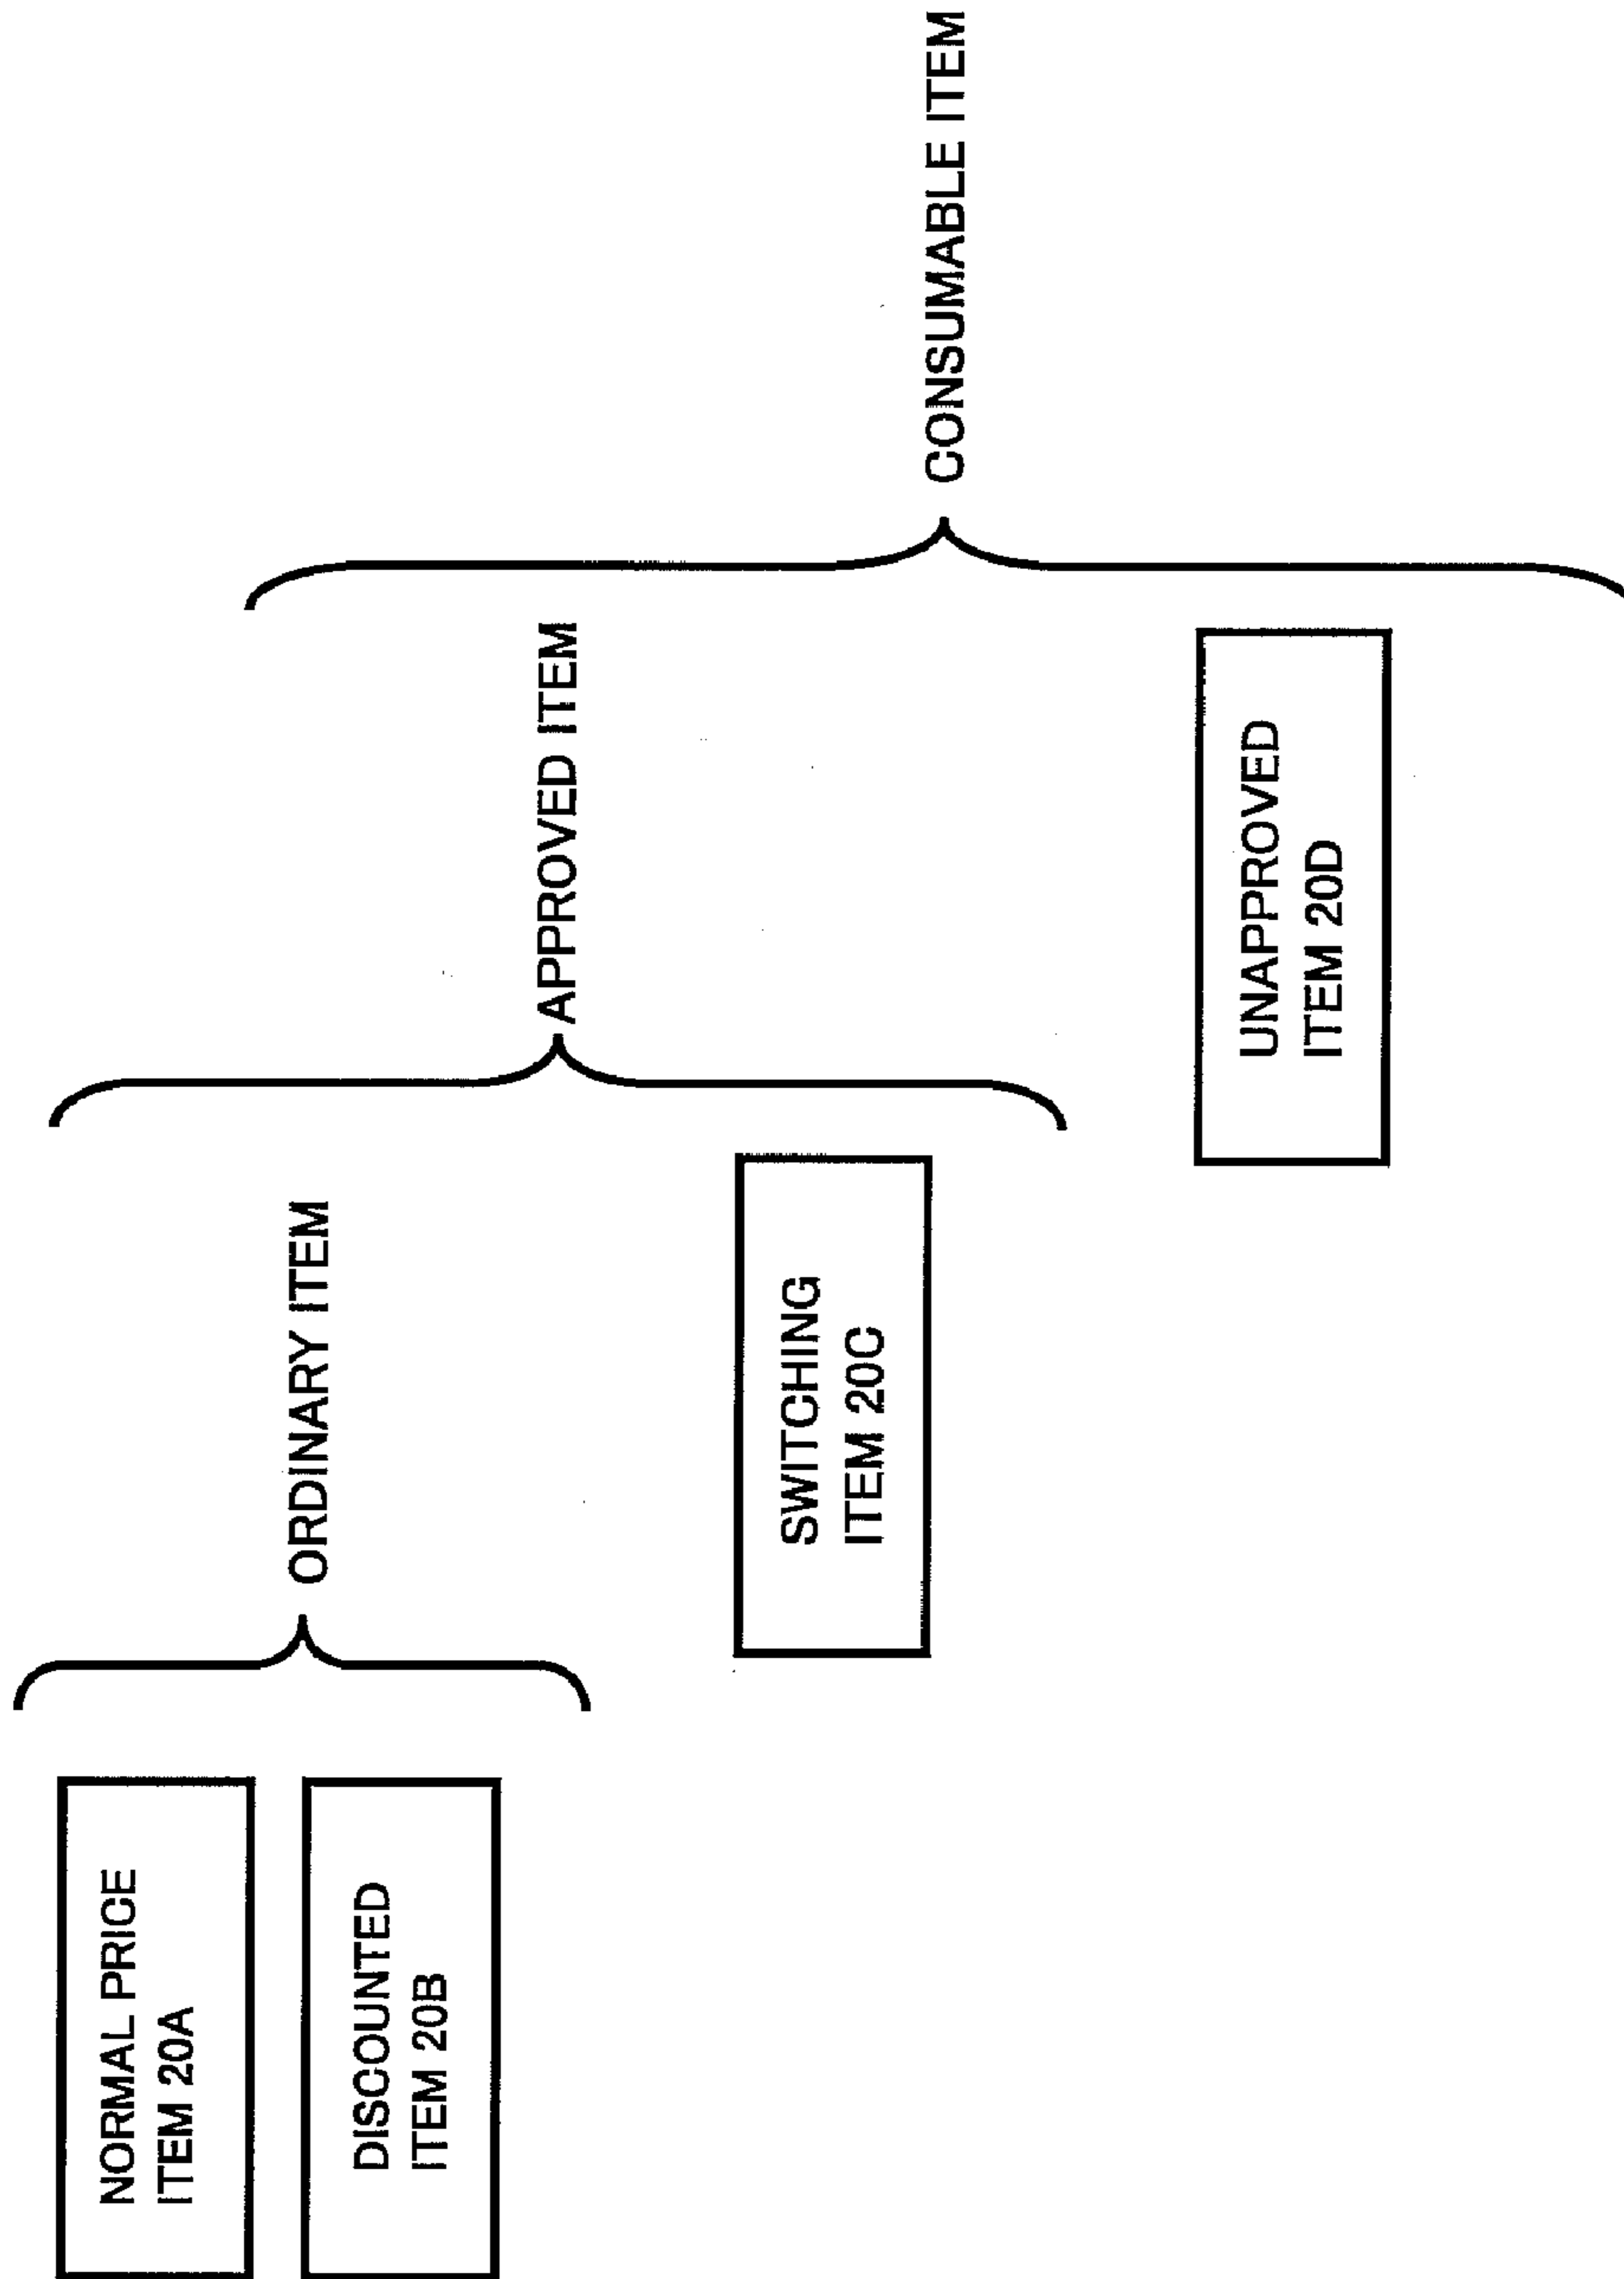 NORMAL PRICE
ITEM 20A
DISCOUNTED
ITEM 20B
ORDINARY ITEM
SWITCHING
ITEM 20C
APPROVED ITEM
UNAPPROVED
ITEM 20D
CONSUMABLE ITEM